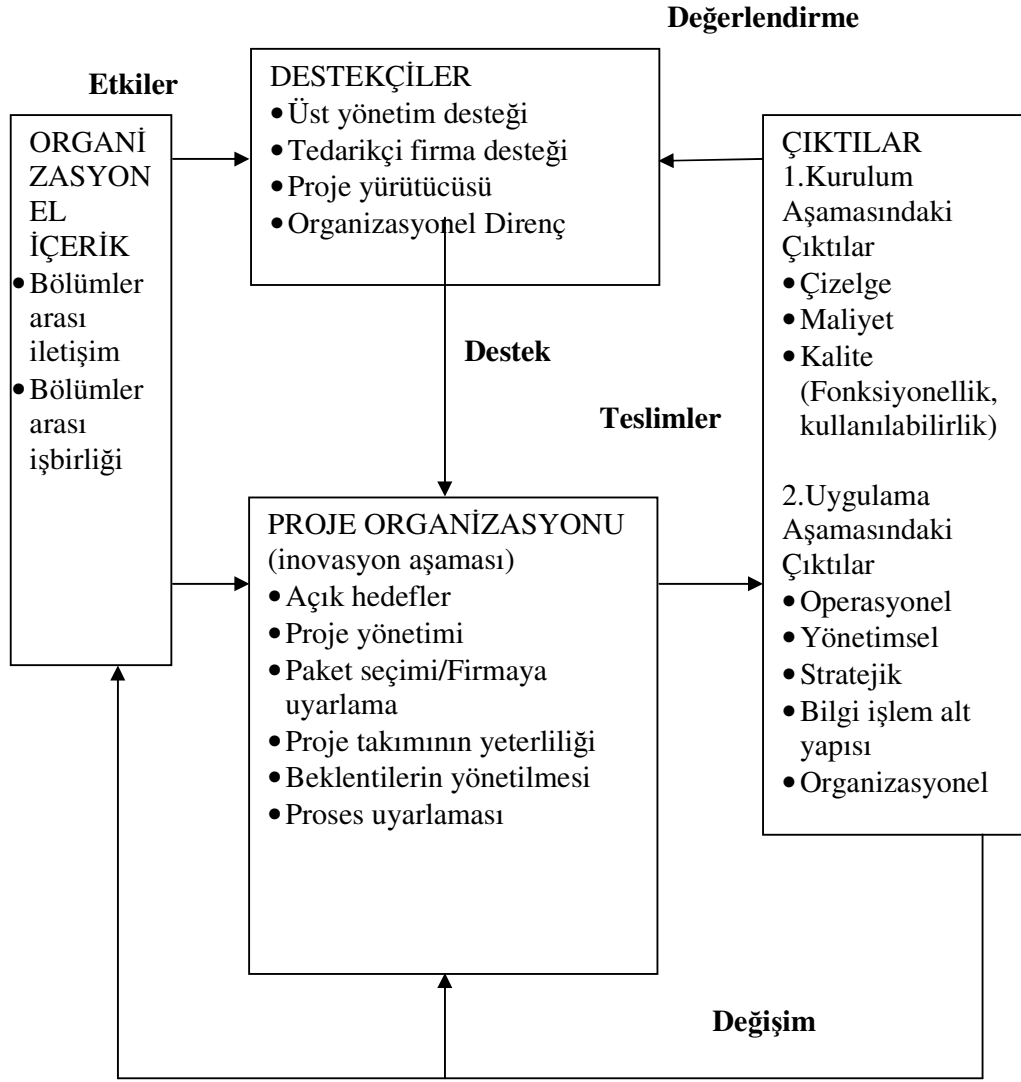 Değerlendirme
Etkiler
DESTEKÇİLER
• Üst yönetim desteği
• Tedarikçi firma desteği
• Proje yürütücüsü
• Organizasyonel Direnç
ORGANİ
ZASYON
EL
İÇERİK
• Bölümler
arası
iletişim
• Bölümler
arası
işbirliği
Destek
Teslimler
PROJE ORGANİZASYONU
(inovasyon aşaması)
• Açık hedefler
• Proje yönetimi
• Paket seçimi/Firmaya
uyarlama
• Proje takımının yeterliliği
• Beklentilerin yönetilmesi
• Proses uyarlaması
ÇIKTILAR
1.Kurulum
Aşamasındaki
Çıktılar
• Çizelge
• Maliyet
• Kalite
(Fonksiyonellik,
kullanılabilirlik)
2.Uygulama
Aşamasındaki
Çıktılar
• Operasyonel
• Yönetimsel
• Stratejik
• Bilgi işlem alt
yapısı
• Organizasyonel
Değişim